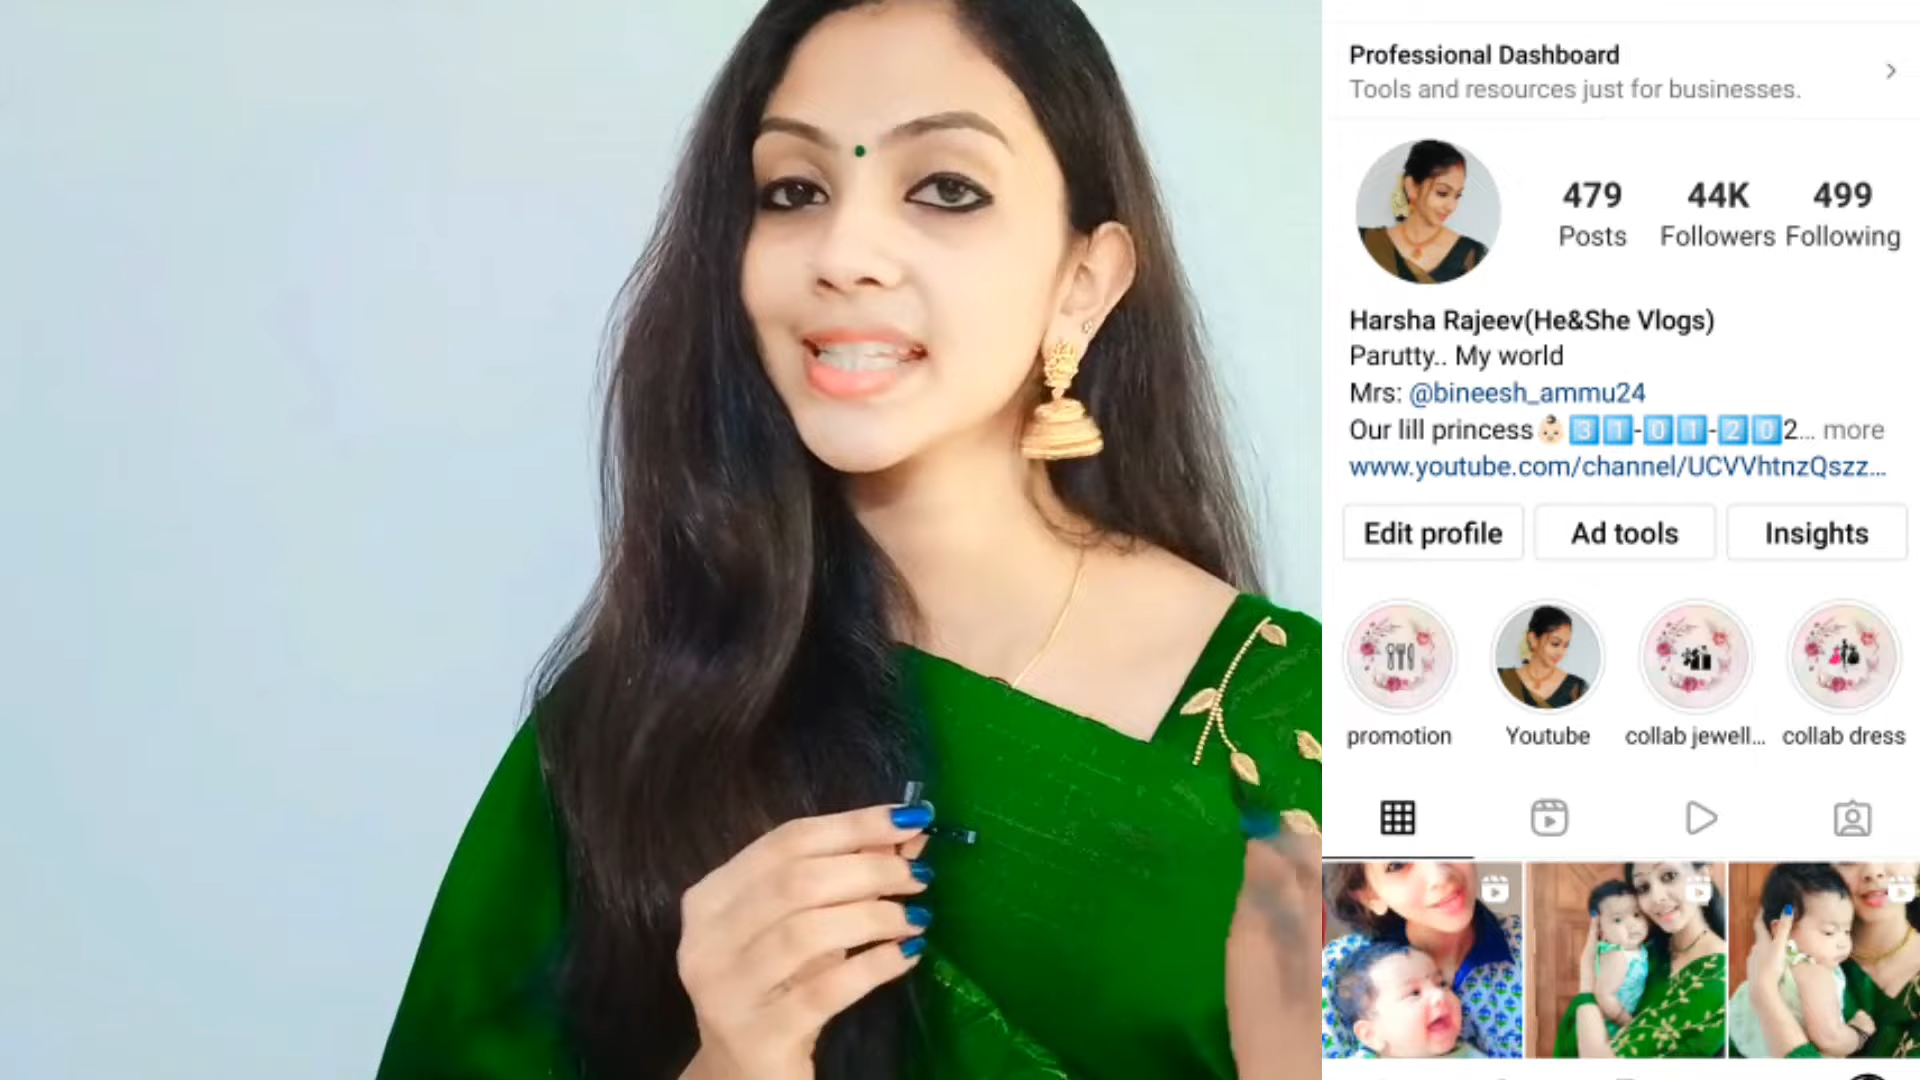 Professional Dashboard
Tools and resources just for businesses.
479 44K 499
Posts Followers Following
Harsha Rajeev(He&She Vlogs)
Parutty.. My world
Mrs: @bineesh_ammu24
Our lill princess👶🏻3️⃣1️⃣-0️⃣1️⃣-2️⃣0️⃣2... more
www.youtube.com/channel/UCVVhtnzQszz...
Edit profile Ad tools Insights
promotion Youtube collab jewell... collab dress